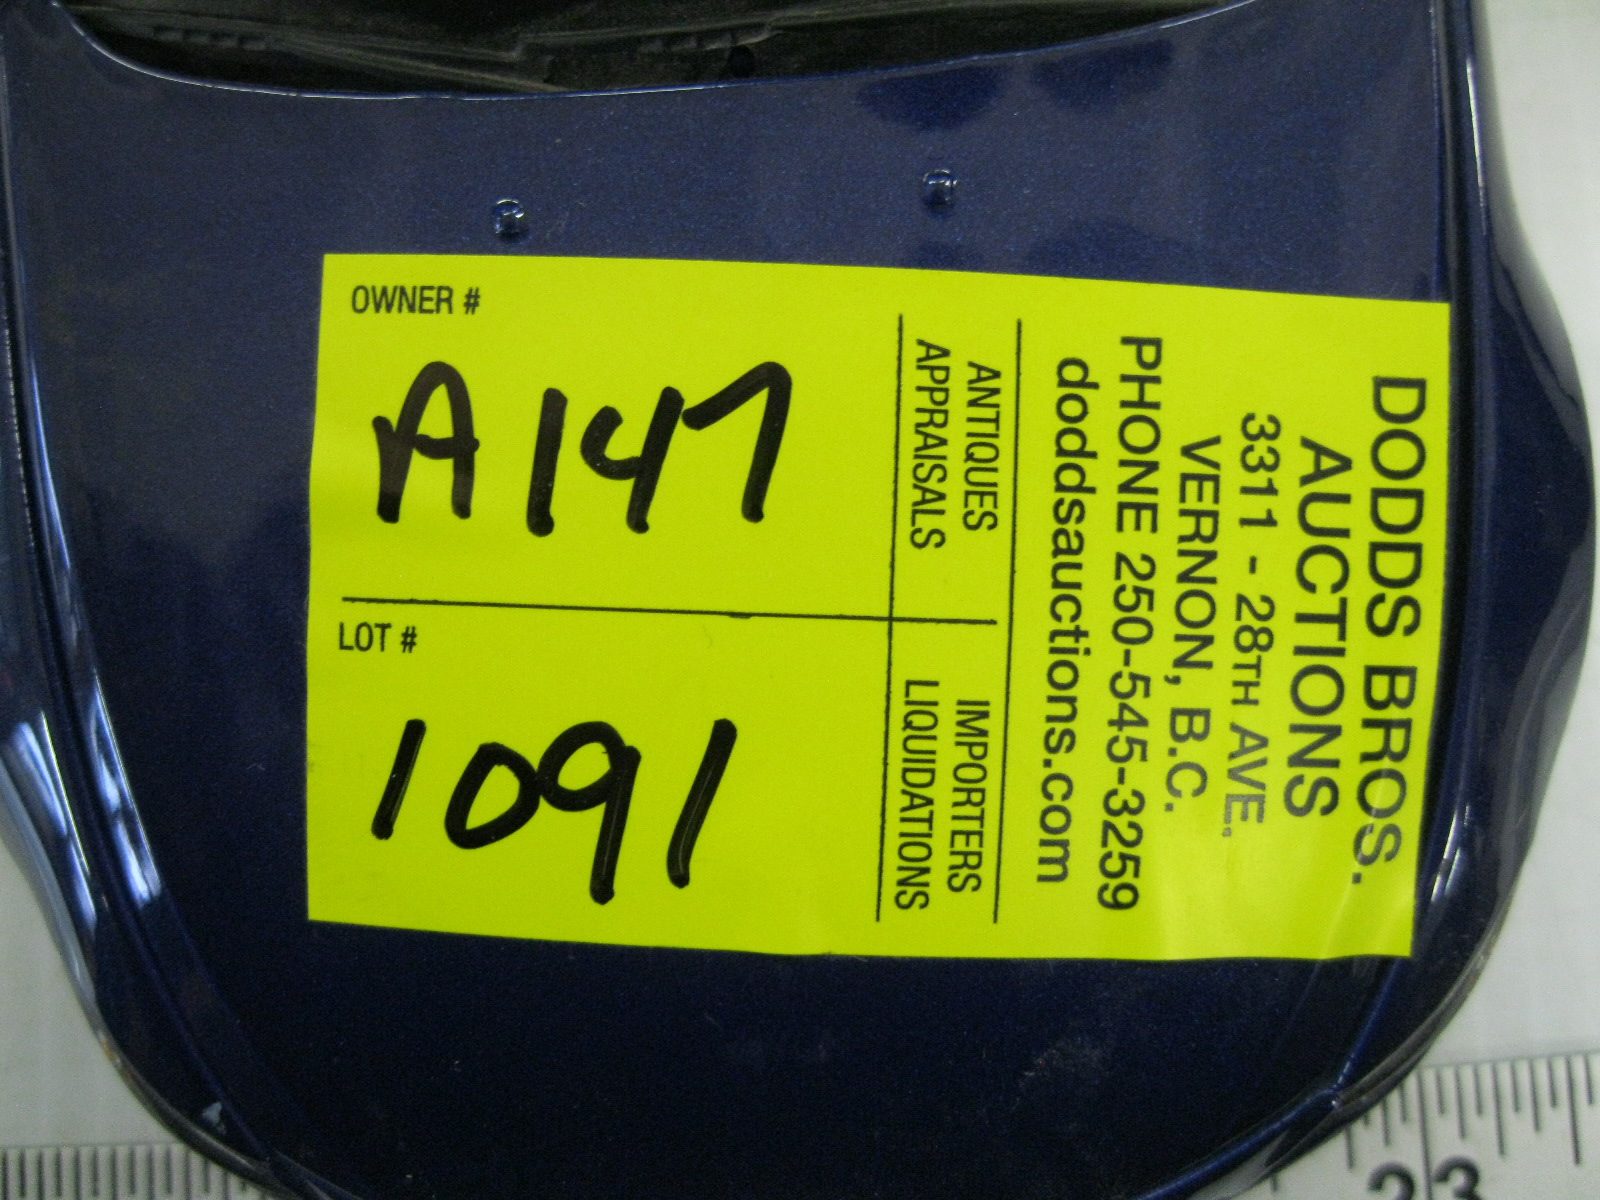 DODDS BROS.
AUCTIONS
3311 - 28TH AVE.
VERNON, B.C.
PHONE 250-545-3259
doddsauctions.com
ANTIQUES
APPRAISALS
IMPORTERS
LIQUIDATIONS
OWNER #
A147
LOT #
1091
23